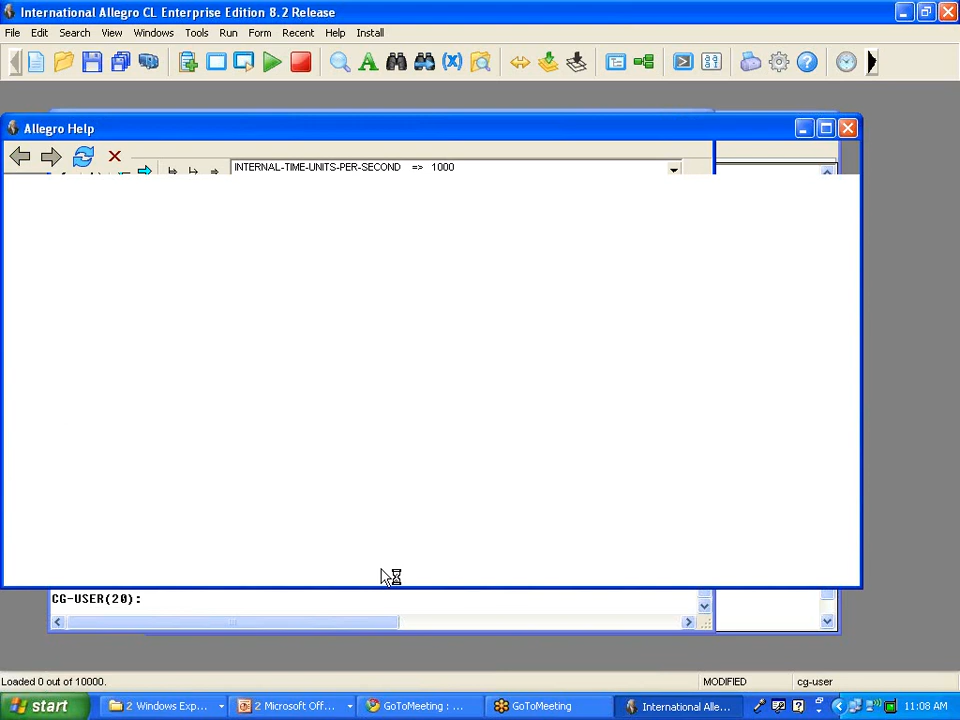 International Allegro CL Enterprise Edition 8.2 Release
File Edit Search View Windows Tools Run Form Recent Help Install
Allegro Help
INTERNAL-TIME-UNITS-PER-SECOND => 1000
CG-USER(20):
Loaded 0 out of 10000. MODIFIED cg-user
start 2 Windows Exp... 2 Microsoft Off... GoToMeeting : ... GoToMeeting International Alle... 11:08 AM